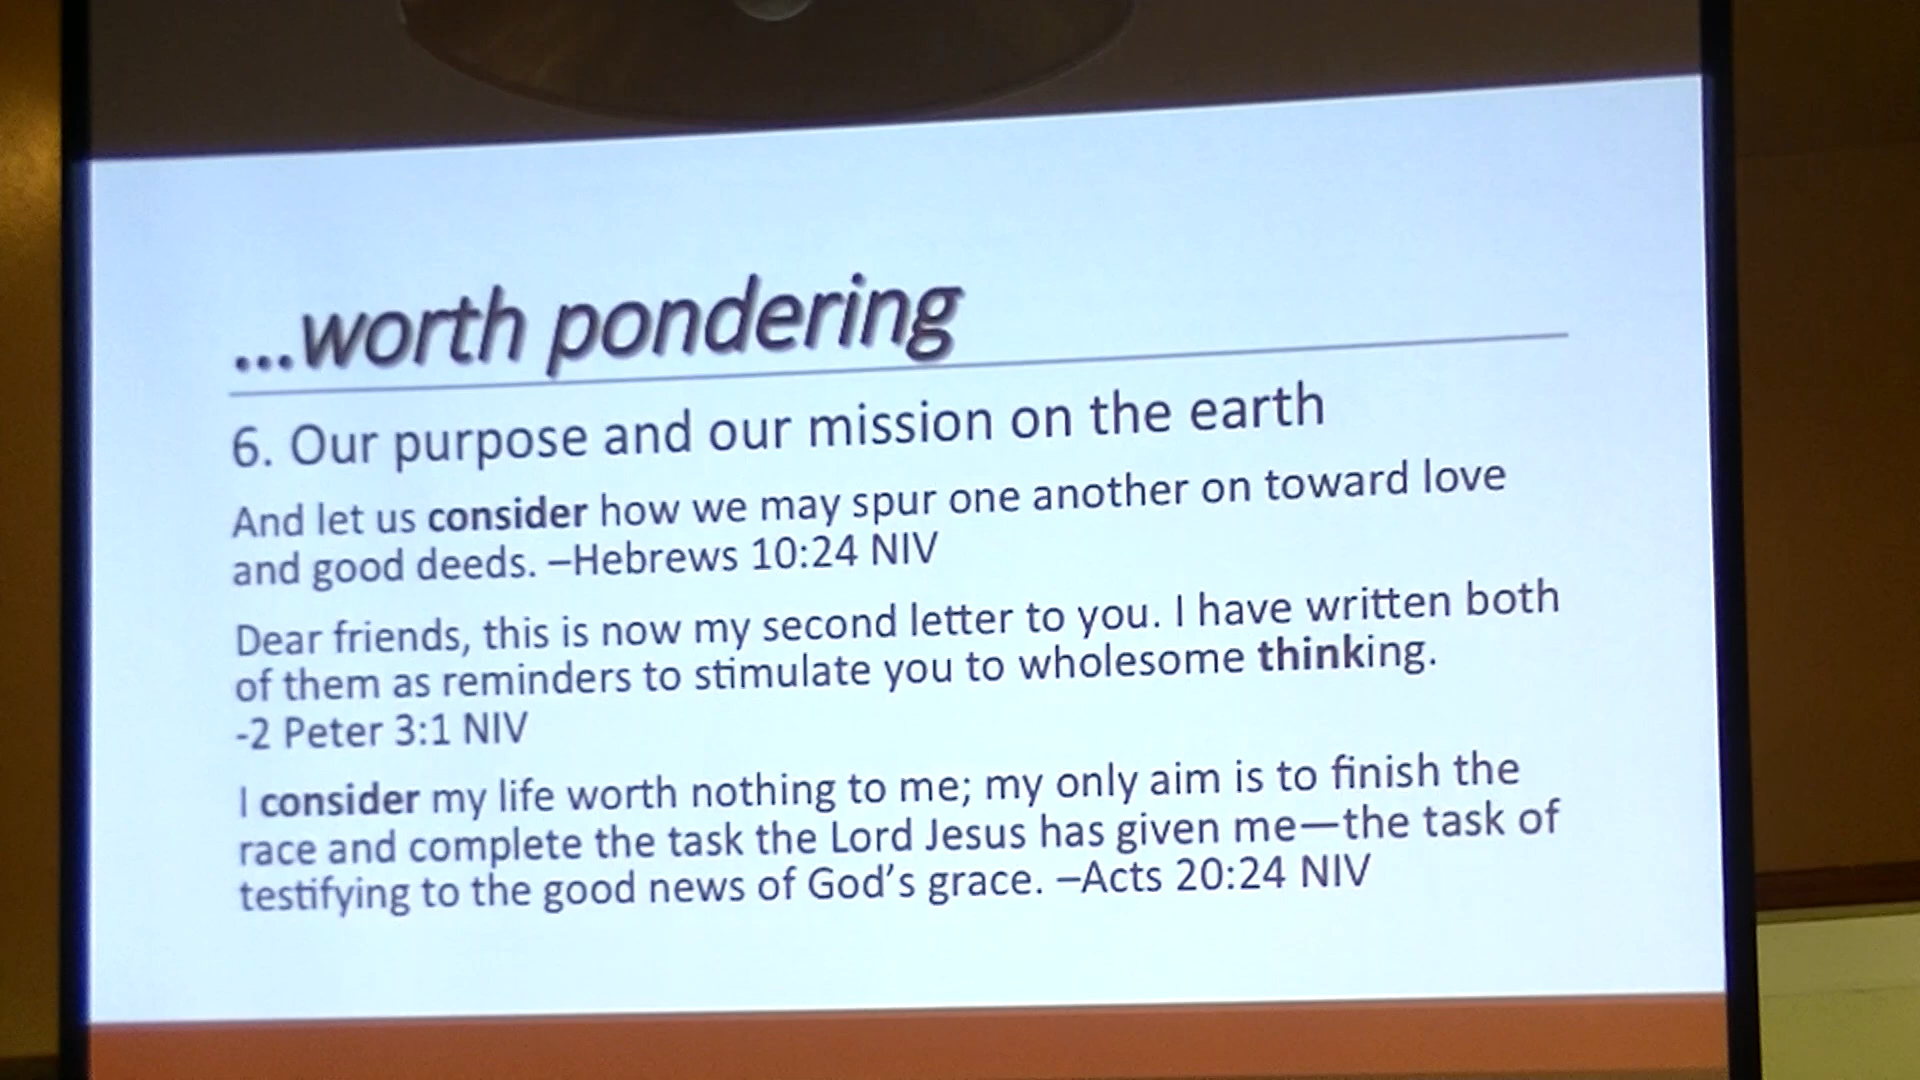 ...worth pondering
6. Our purpose and our mission on the earth
And let us consider how we may spur one another on toward love
and good deeds. –Hebrews 10:24 NIV
Dear friends, this is now my second letter to you. I have written both
of them as reminders to stimulate you to wholesome thinking.
-2 Peter 3:1 NIV
I consider my life worth nothing to me; my only aim is to finish the
race and complete the task the Lord Jesus has given me—the task of
testifying to the good news of God’s grace. –Acts 20:24 NIV